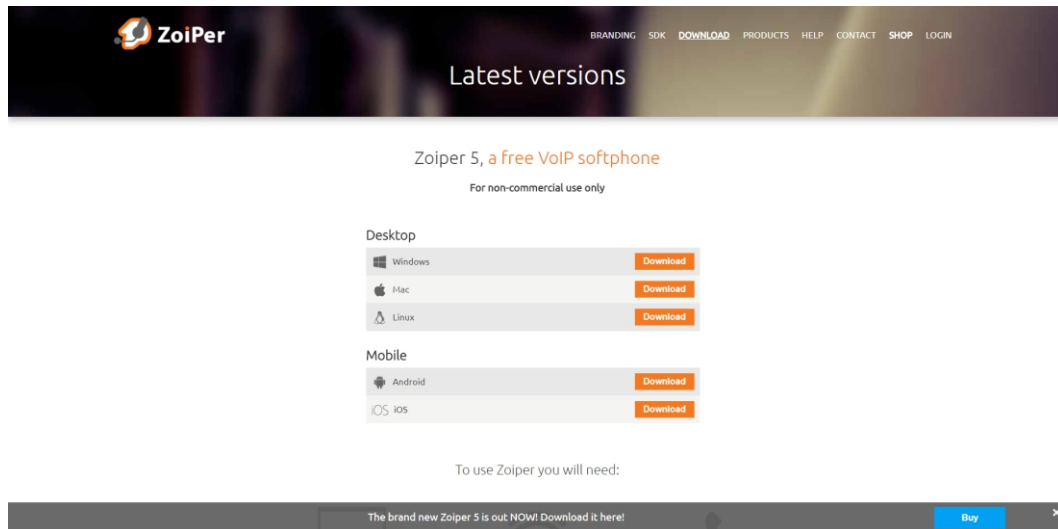 ZoiPer
BRANDING SDK DOWNLOAD PRODUCTS HELP CONTACT SHOP LOGIN
Latest versions
Zoiper 5, a free VoIP softphone
For non-commercial use only
Desktop
Windows Download
Mac Download
Linux Download
Mobile
Android Download
iOS iOS Download
To use Zoiper you will need:
The brand new Zoiper 5 is out NOW! Download it here! Buy ×